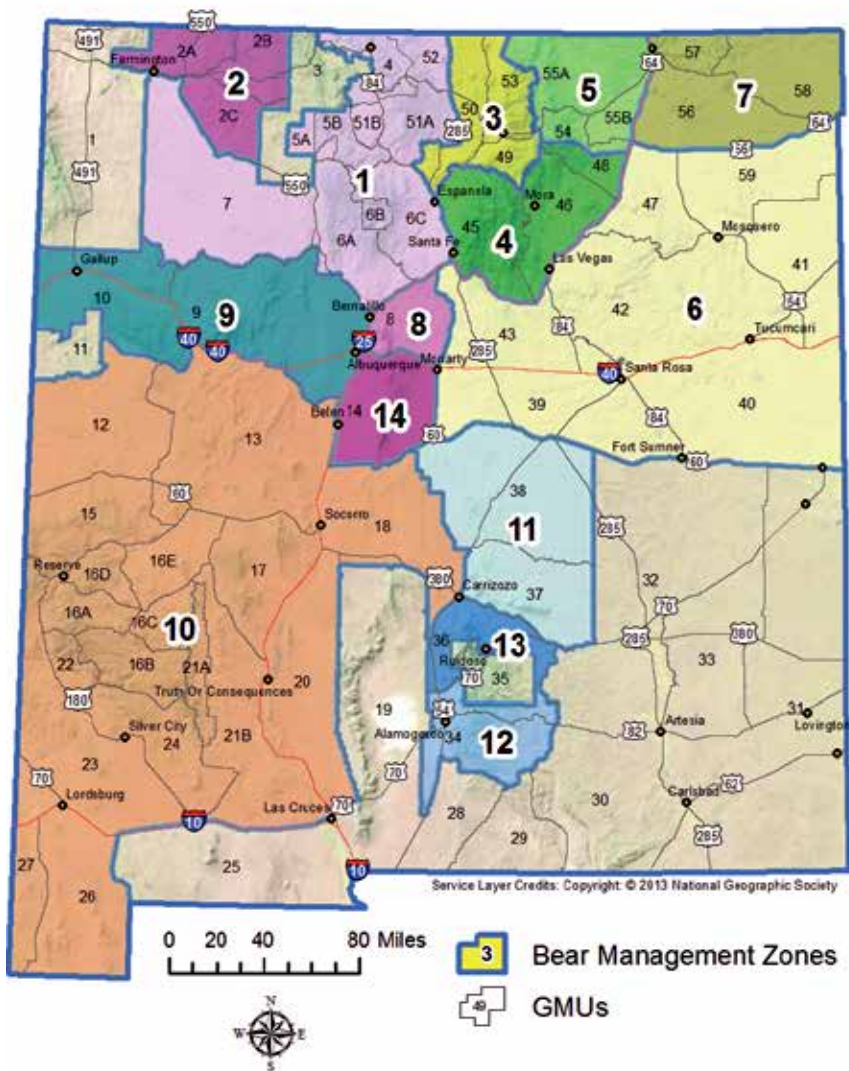 550
491
2A
2B
Farmington
2
2C
3
4
52
84
50
53
3
55A
5
64
57
7
58
56
64
54
55B
1
491
5A
5B
51B
51A
285
49
550
7
1
6B
6A
6C
Espanola
Santa Fe
45
Mora
46
48
4
Las Vegas
56
59
47
Mosquero
41
64
Gallup
10
9
9
40
40
11
Bernalillo
8
8
25
Albuquerque
Moriarty
43
285
84
42
6
Tucumcari
40
Santa Rosa
39
84
40
Belen
14
14
60
Fort Sumner
60
12
13
60
15
Socorro
18
38
11
37
285
Reserve
16D
16E
17
16A
16C
10
16B
21A
22
180
Truth Or Consequences
20
Silver City
24
21B
23
70
Lordsburg
10
Las Cruces
70
27
26
25
10
380
Carrizozo
36
13
Ruidoso
70
35
19
54
Alamogordo
34
12
70
28
29
32
70
285
33
380
31
Lovington
82
Artesia
30
Carlsbad
62
285
Service Layer Credits: Copyright: © 2013 National Geographic Society
0 20 40 80 Miles
3
Bear Management Zones
49
GMUs
N
W E
S